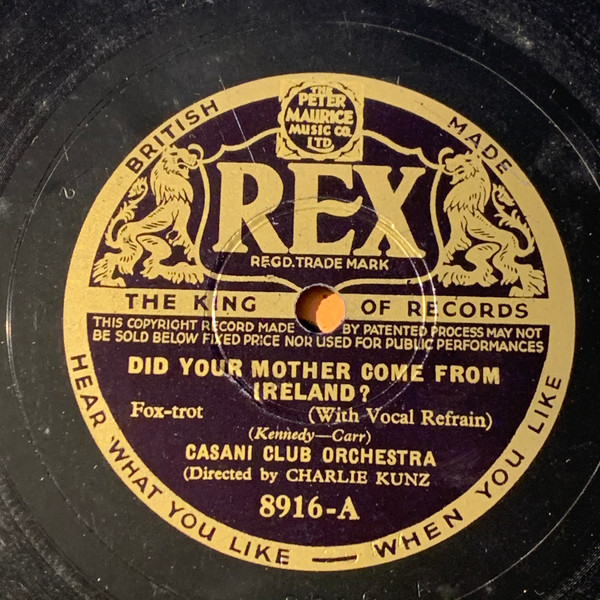 THE
PETER
MAURICE
MUSIC CO.
LTD
BRITISH
MADE
REX
REGD. TRADE MARK
THE KING OF RECORDS
THIS COPYRIGHT RECORD MADE BY PATENTED PROCESS MAY NOT
BE SOLD BELOW FIXED PRICE NOR USED FOR PUBLIC PERFORMANCES
DID YOUR MOTHER COME FROM
IRELAND?
Fox-trot (With Vocal Refrain)
(Kennedy—Carr)
CASANI CLUB ORCHESTRA
(Directed by CHARLIE KUNZ
8916-A
HEAR WHAT YOU LIKE — WHEN YOU LIKE
2